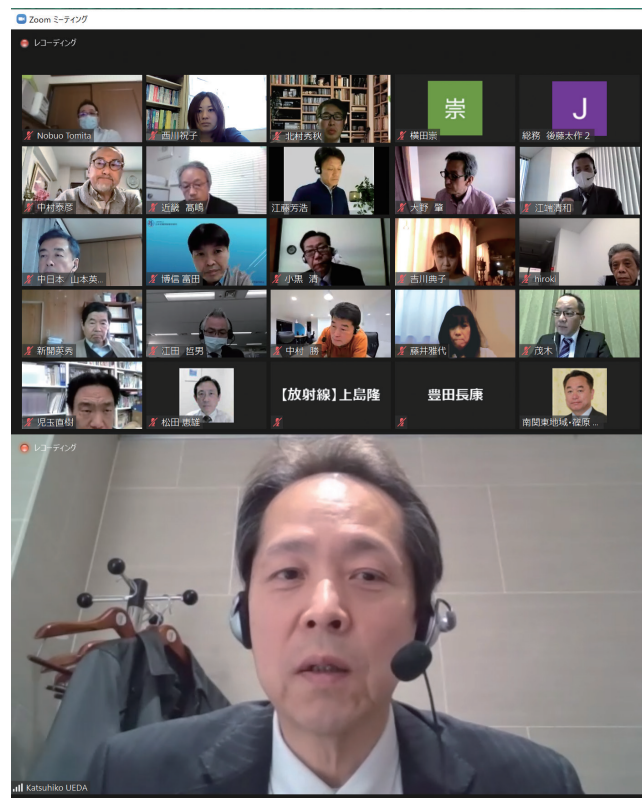 Zoom ミーティング
レコーディング
Nobuo Tomita
西川祝子
北村秀秋
崇
横田崇
J
総務 後藤太作2
中村泰彦
近畿 高嶋
江藤芳浩
大野 肇
江端清和
中日本 山本英...
博信 富田
小黒 清
古川典子
hiroki
新開英秀
江田 哲男
中村 勝
藤井雅代
茂木
児玉直樹
松田 恵雄
【放射線】上島隆
豊田長康
南関東地域・篠原 ...
レコーディング
Katsuhiko UEDA